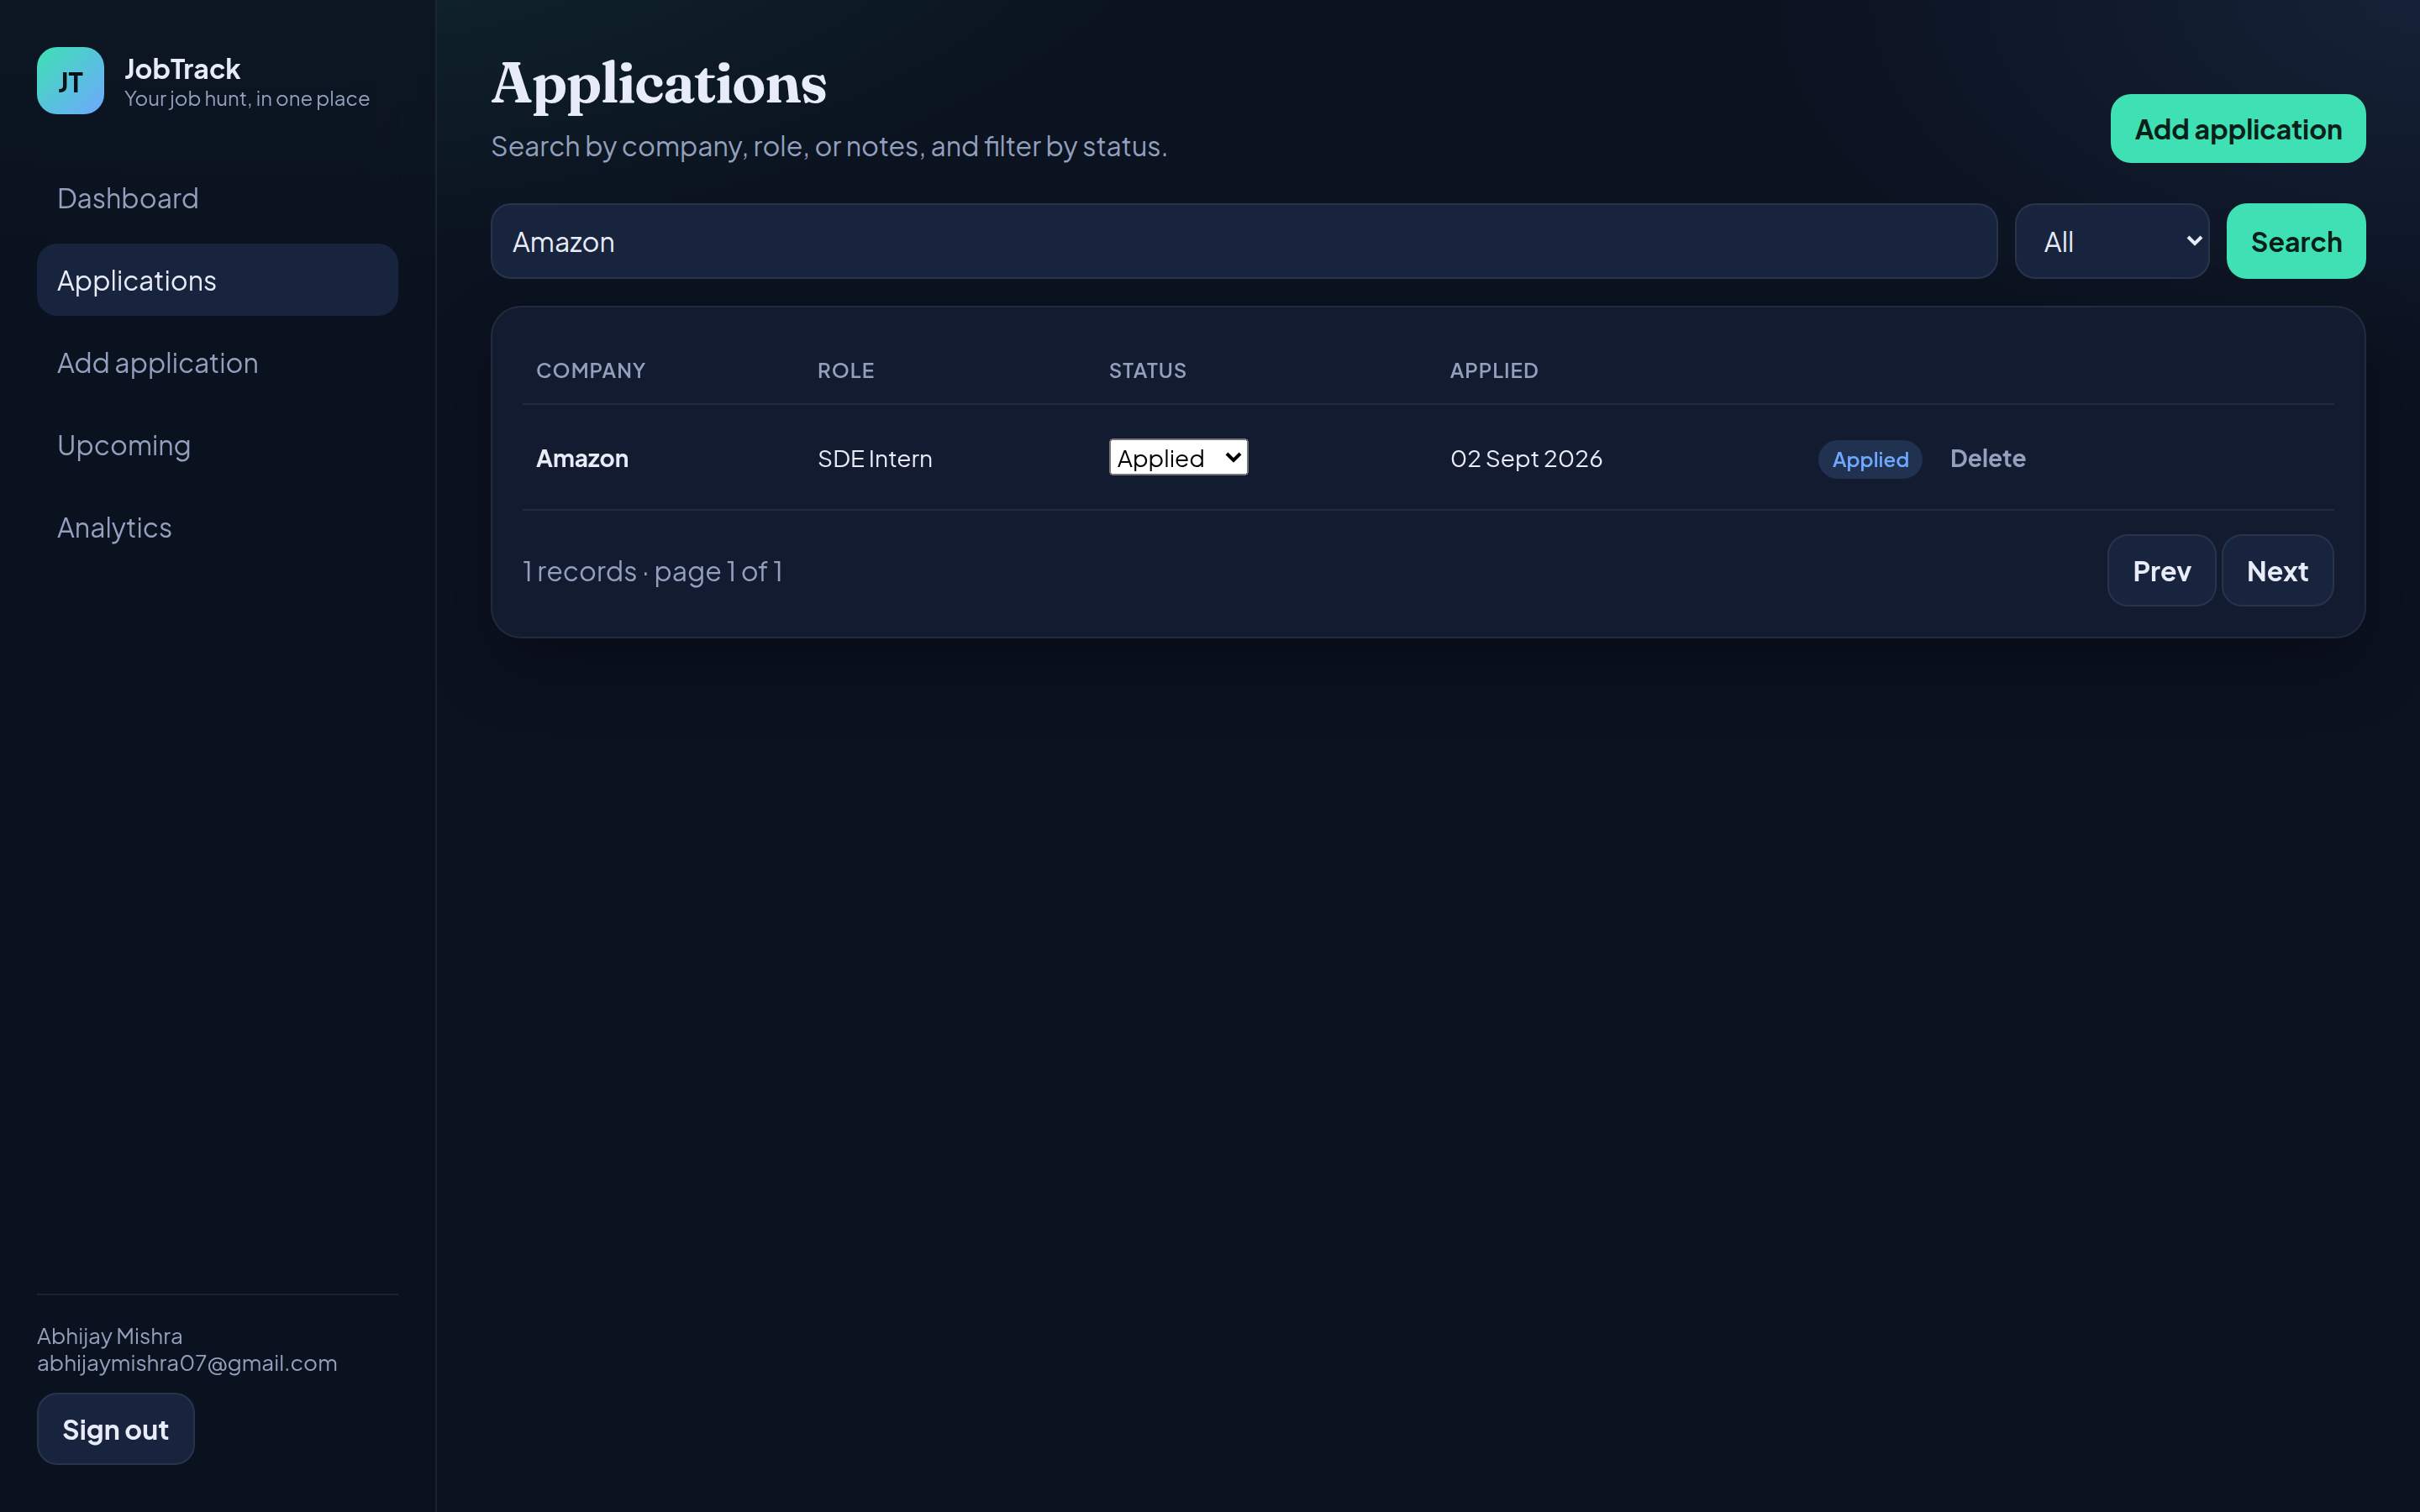 JT
JobTrack
Your job hunt, in one place
Dashboard
Applications
Add application
Upcoming
Analytics
Abhijay Mishra
abhijaymishra07@gmail.com
Sign out
Applications
Search by company, role, or notes, and filter by status.
Add application
Amazon All Search
COMPANY ROLE STATUS APPLIED
Amazon SDE Intern Applied 02 Sept 2026 Applied Delete
1 records · page 1 of 1 Prev Next